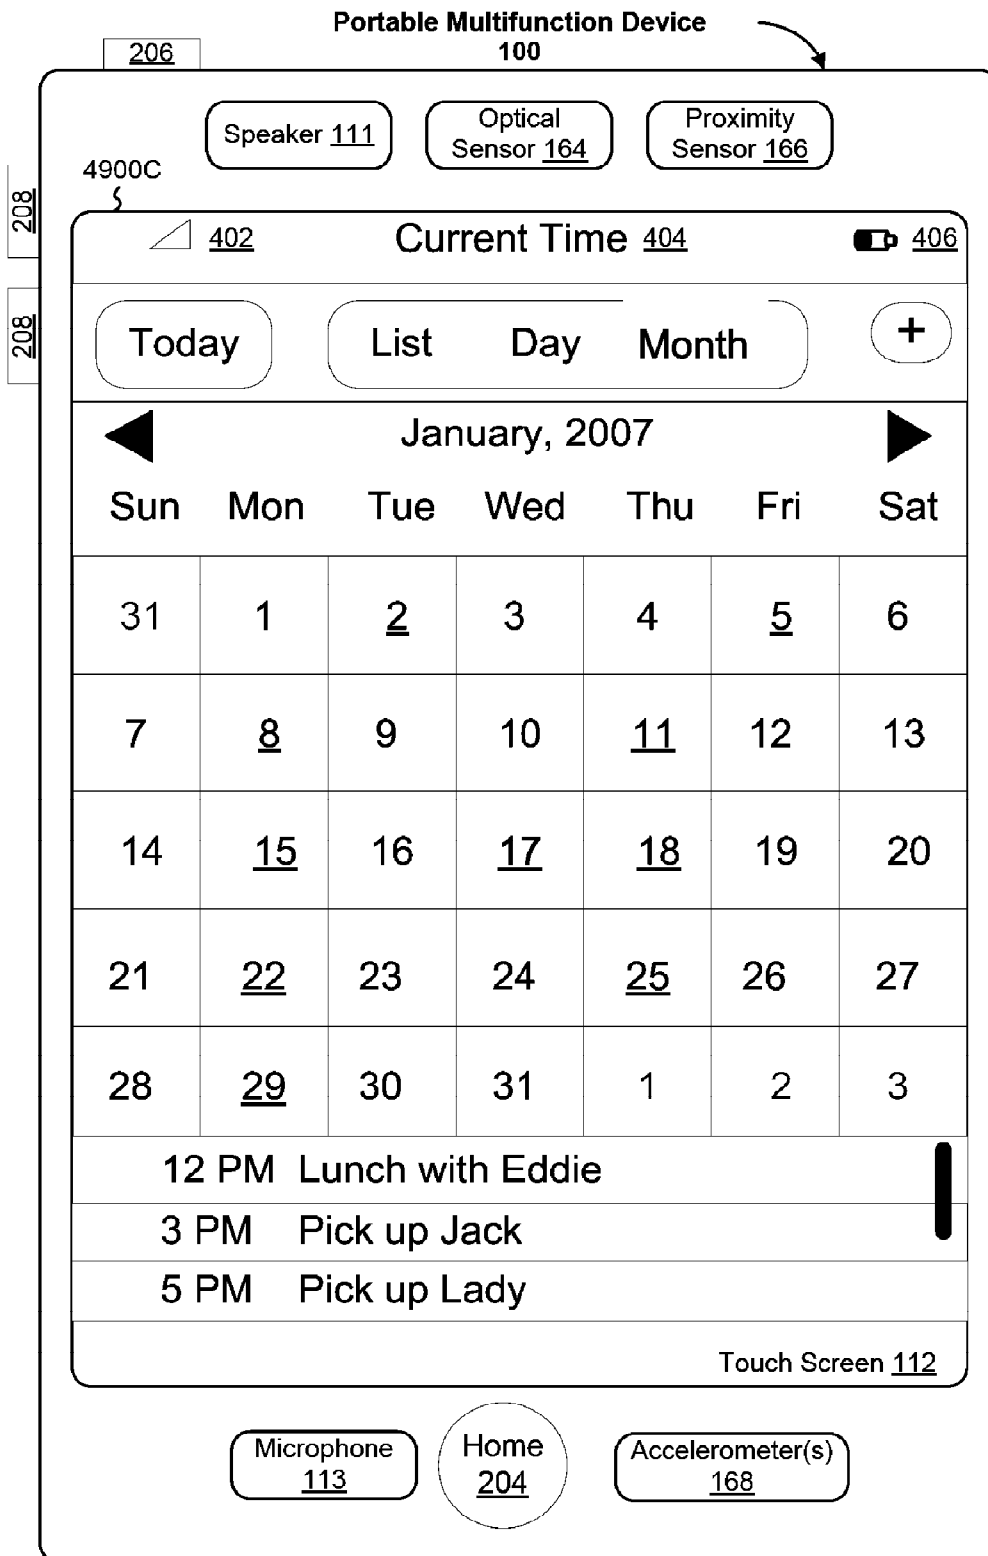 Portable Multifunction Device
100
206
Speaker 111
Optical
Sensor 164
Proximity
Sensor 166
4900C
208
208
402 Current Time 404 406
Today List Day Month +
January, 2007
Sun Mon Tue Wed Thu Fri Sat
31 1 2 3 4 5 6
7 8 9 10 11 12 13
14 15 16 17 18 19 20
21 22 23 24 25 26 27
28 29 30 31 1 2 3
12 PM Lunch with Eddie
3 PM Pick up Jack
5 PM Pick up Lady
Touch Screen 112
Microphone
113
Home
204
Accelerometer(s)
168